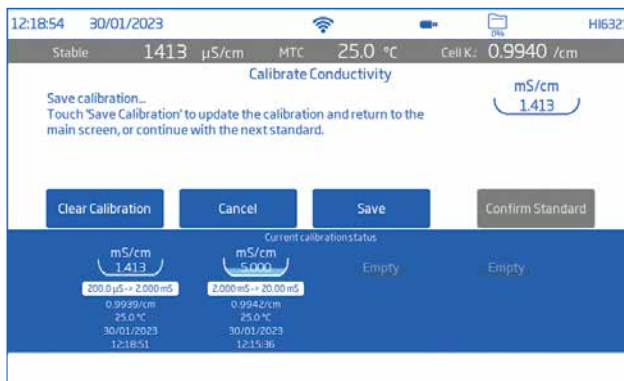 12:18:54 30/01/2023 0% HI6321
Stable 1413 µS/cm MTC 25.0 °C Cell K.: 0.9940 /cm
Calibrate Conductivity
Save calibration...
Touch 'Save Calibration' to update the calibration and return to the
main screen, or continue with the next standard.
mS/cm
1.413
Clear Calibration Cancel Save Confirm Standard
Current calibration status
mS/cm
1.413
200.0 µS-> 2.000 mS
0.9939/cm
25.0 °C
30/01/2023
12:18:51
mS/cm
5.000
2.000 mS-> 20.00 mS
0.9942/cm
25.0 °C
30/01/2023
12:15:36
Empty
Empty